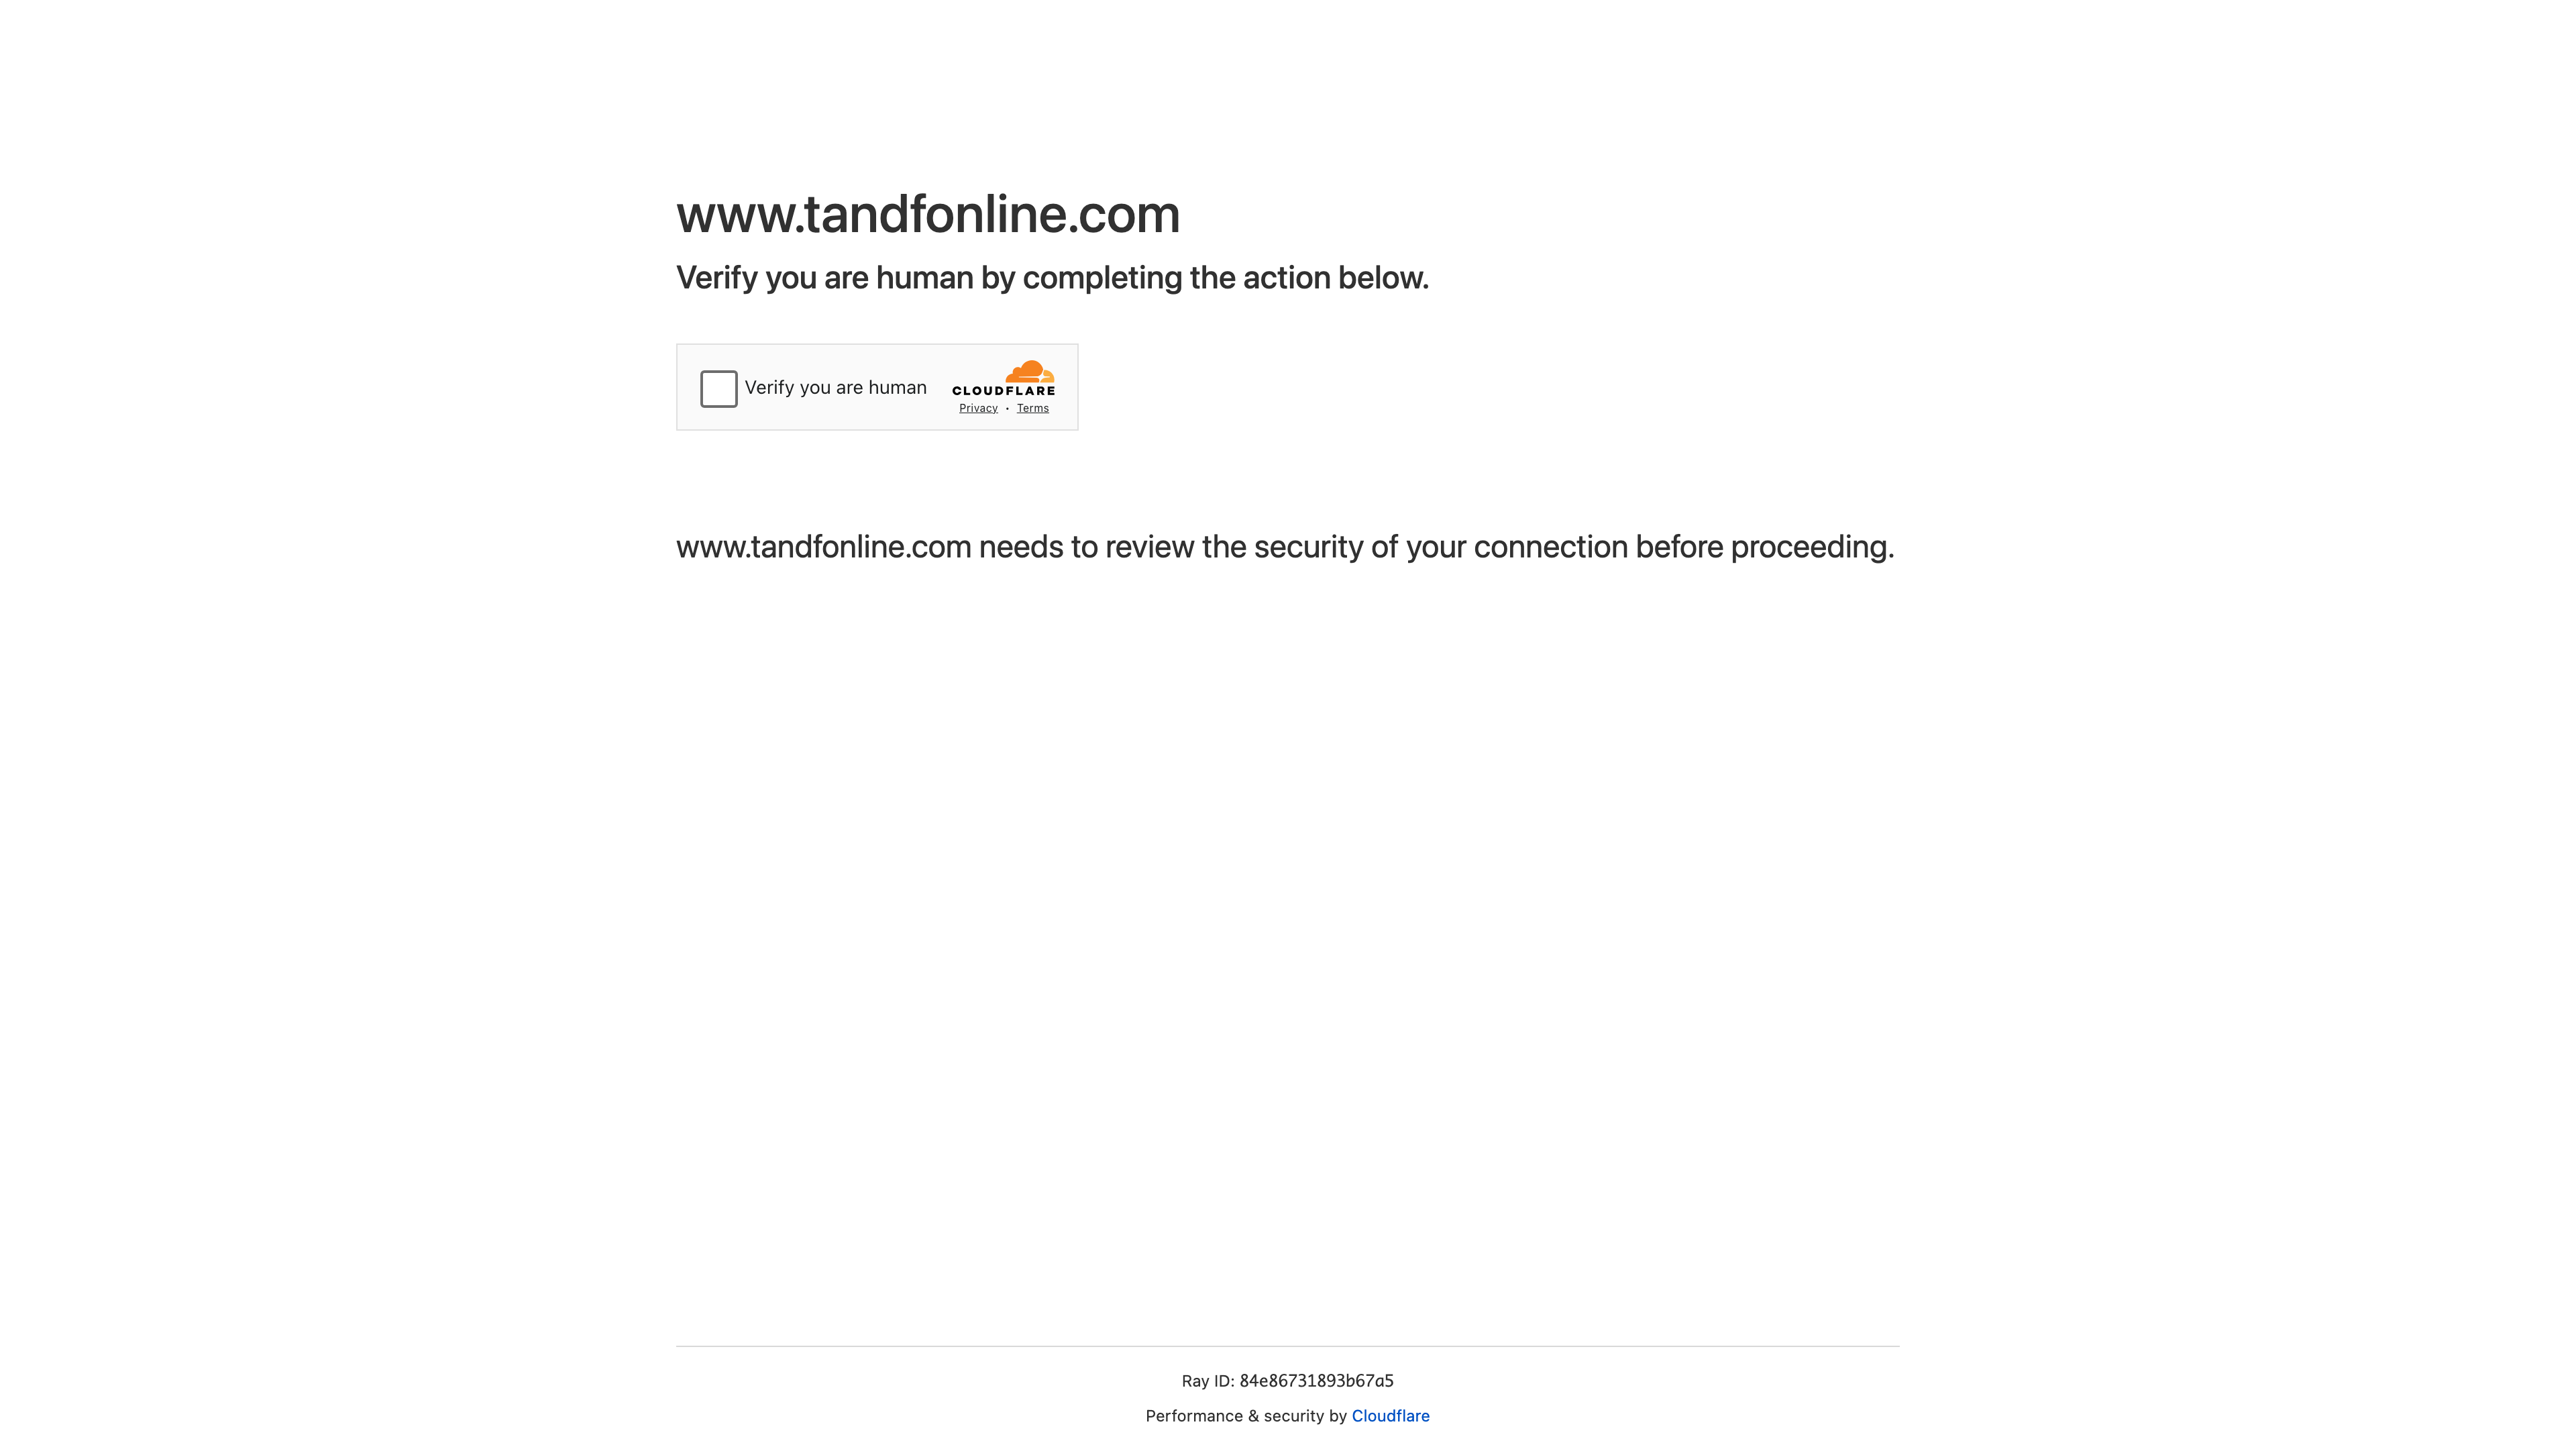 www.tandfonline.com
Verify you are human by completing the action below.
Verify you are human
CLOUDFLARE
Privacy • Terms
www.tandfonline.com needs to review the security of your connection before proceeding.
Ray ID: 84e86731893b67a5
Performance & security by Cloudflare